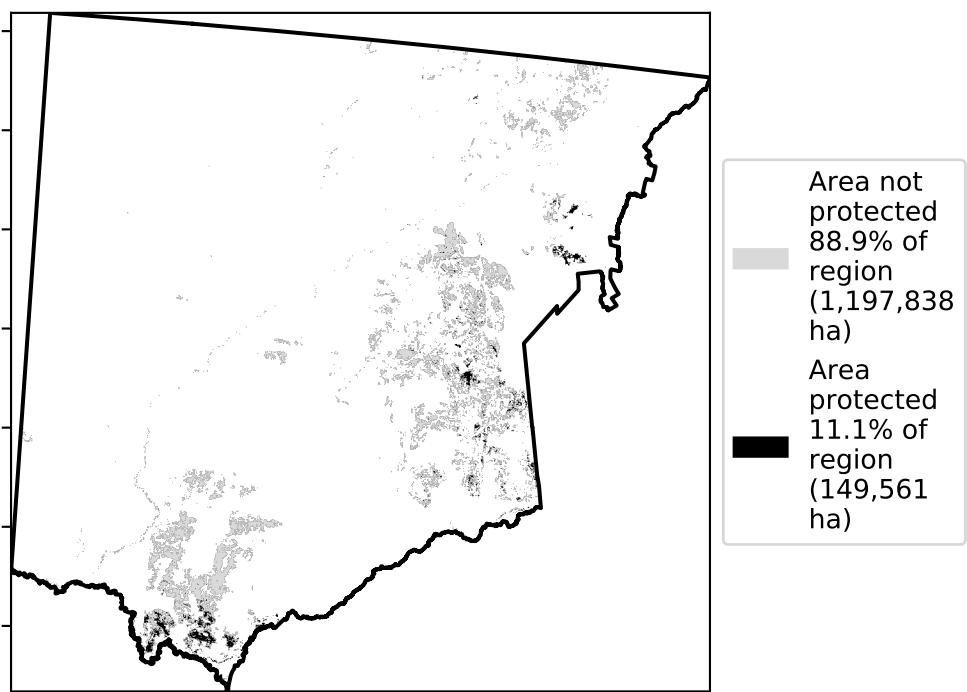 Area not
protected
88.9% of
region
(1,197,838
ha)
Area
protected
11.1% of
region
(149,561
ha)